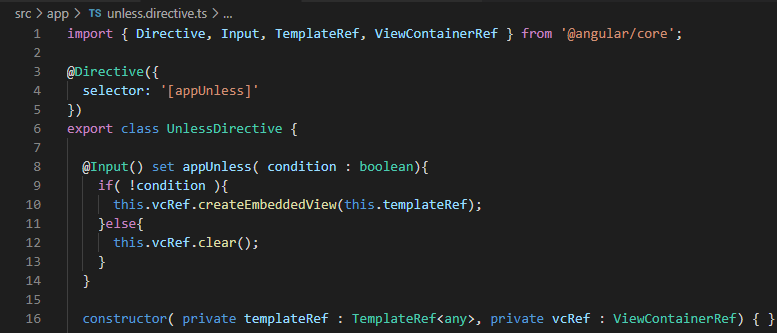 src > app > TS unless.directive.ts > ...
1 import { Directive, Input, TemplateRef, ViewContainerRef } from '@angular/core';
2
3 @Directive({
4   selector: '[appUnless]'
5 })
6 export class UnlessDirective {
7
8   @Input() set appUnless( condition : boolean){
9     if( !condition ){
10       this.vcRef.createEmbeddedView(this.templateRef);
11     }else{
12       this.vcRef.clear();
13     }
14   }
15
16   constructor( private templateRef : TemplateRef<any>, private vcRef : ViewContainerRef) { }